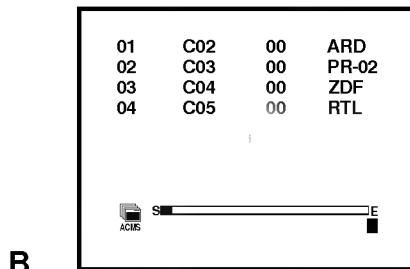 01 C02 00 ARD
02 C03 00 PR-02
03 C04 00 ZDF
04 C05 00 RTL
S E
ACMS
B